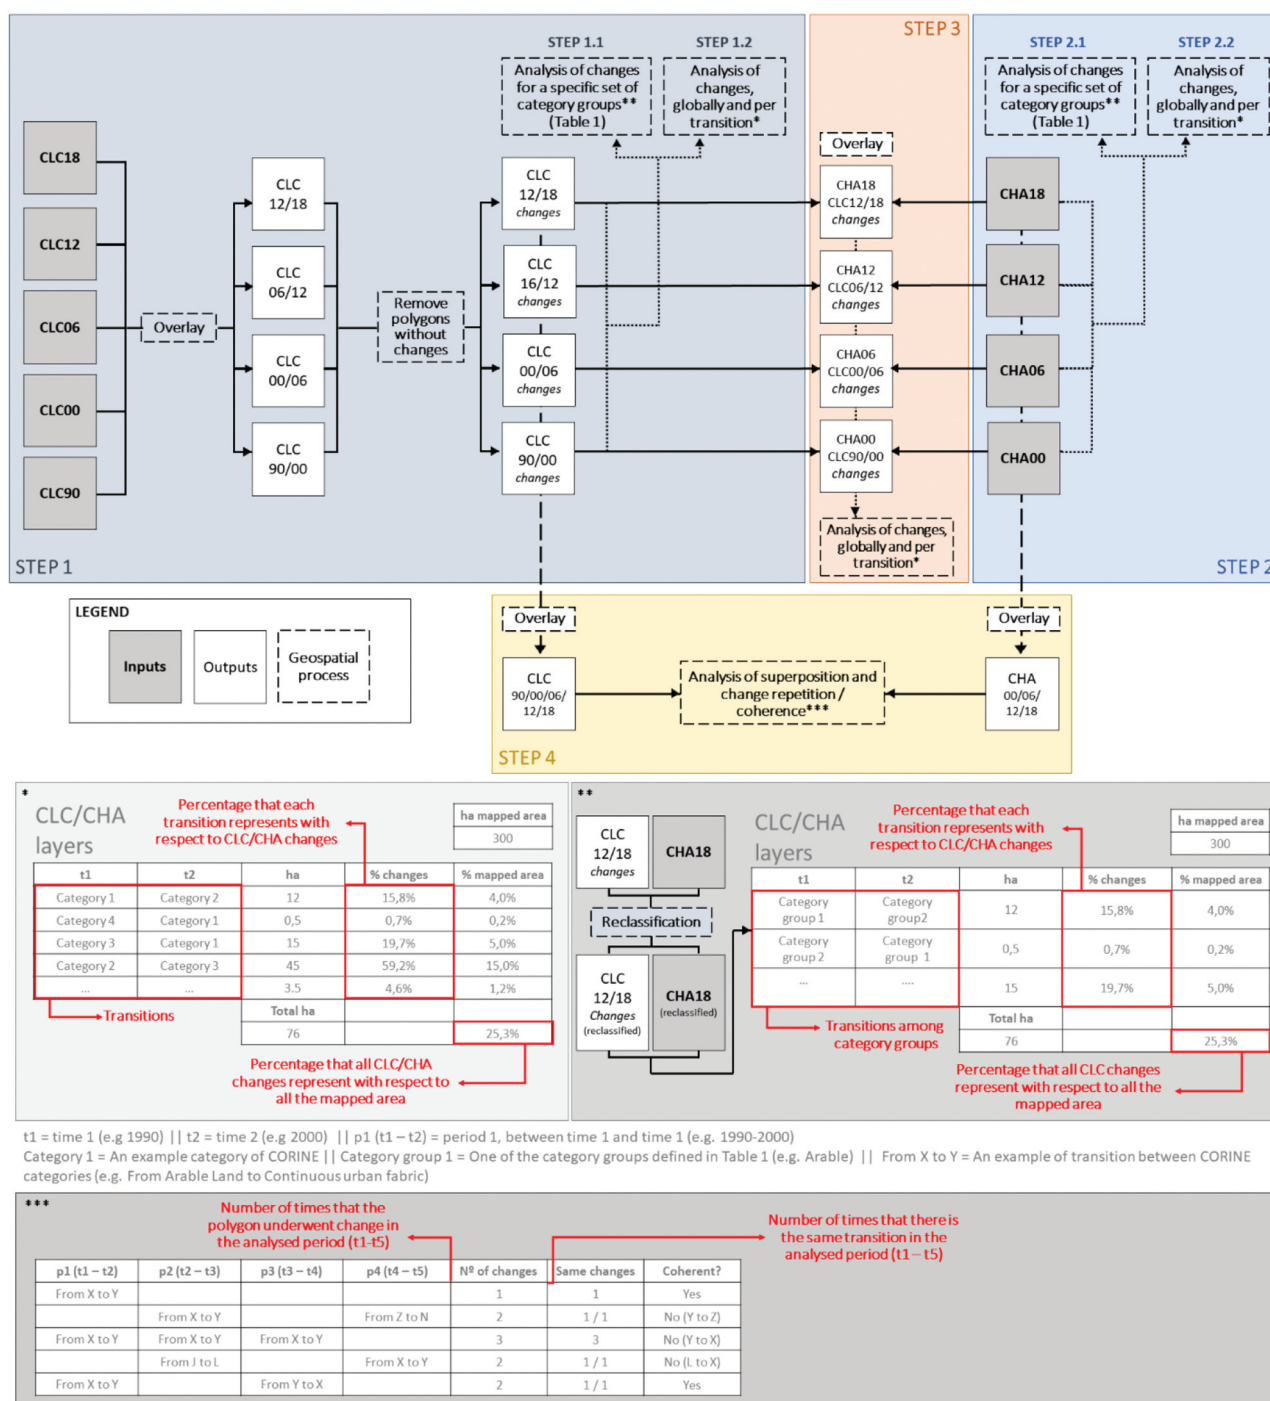 STEP 1.1
STEP 1.2
STEP 3
STEP 2.1
STEP 2.2
Analysis of changes
for a specific set of
category groups**
(Table 1)
Analysis of
changes,
globally and per
transition*
Analysis of changes
for a specific set of
category groups**
(Table 1)
Analysis of
changes,
globally and per
transition*
Overlay
CLC18
CLC12
CLC06
CLC00
CLC90
Overlay
CLC
12/18
CLC
06/12
CLC
00/06
CLC
90/00
Remove
polygons
without
changes
CLC
12/18
changes
CLC
16/12
changes
CLC
00/06
changes
CLC
90/00
changes
CHA18
CLC12/18
changes
CHA12
CLC06/12
changes
CHA06
CLC00/06
changes
CHA00
CLC90/00
changes
CHA18
CHA12
CHA06
CHA00
Analysis of changes,
globally and per
transition*
STEP 1
STEP 2
LEGEND
Inputs
Outputs
Geospatial
process
Overlay
Overlay
CLC
90/00/06/
12/18
Analysis of superposition and
change repetition /
coherence***
CHA
00/06/
12/18
STEP 4
*
CLC/CHA
layers
Percentage that each
transition represents with
respect to CLC/CHA changes
ha mapped area
300
t1 t2 ha % changes % mapped area
Category 1 Category 2 12 15,8% 4,0%
Category 4 Category 1 0,5 0,7% 0,2%
Category 3 Category 1 15 19,7% 5,0%
Category 2 Category 3 45 59,2% 15,0%
... ... 3.5 4,6% 1,2%
Transitions
Total ha
76 25,3%
Percentage that all CLC/CHA
changes represent with respect to
all the mapped area
**
CLC
12/18
changes
CHA18
Reclassification
CLC
12/18
Changes
(reclassified)
CHA18
(reclassified)
CLC/CHA
layers
Percentage that each
transition represents with
respect to CLC/CHA changes
ha mapped area
300
t1 t2 ha % changes % mapped area
Category
group 1
Category
group2
12 15,8% 4,0%
Category
group 2
Category
group 1
0,5 0,7% 0,2%
.... .... 15 19,7% 5,0%
Transitions among
category groups
Total ha
76 25,3%
Percentage that all CLC changes
represent with respect to all the
mapped area
t1 = time 1 (e.g 1990) || t2 = time 2 (e.g 2000) || p1 (t1 – t2) = period 1, between time 1 and time 1 (e.g. 1990-2000)
Category 1 = An example category of CORINE || Category group 1 = One of the category groups defined in Table 1 (e.g. Arable) || From X to Y = An example of transition between CORINE
categories (e.g. From Arable Land to Continuous urban fabric)
***
Number of times that the
polygon underwent change in
the analysed period (t1-t5)
Number of times that there is
the same transition in the
analysed period (t1 – t5)
p1 (t1 – t2) p2 (t2 – t3) p3 (t3 – t4) p4 (t4 – t5) Nº of changes Same changes Coherent?
From X to Y 1 1 Yes
From X to Y From Z to N 2 1 / 1 No (Y to Z)
From X to Y From X to Y From X to Y 3 3 No (Y to X)
From J to L From X to Y 2 1 / 1 No (L to X)
From X to Y From Y to X 2 1 / 1 Yes